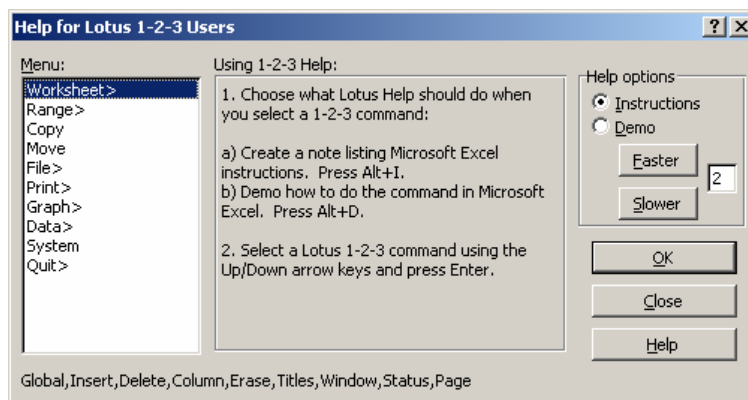 Help for Lotus 1-2-3 Users
Menu:
Worksheet>
Range>
Copy
Move
File>
Print>
Graph>
Data>
System
Quit>
Using 1-2-3 Help:
1. Choose what Lotus Help should do when
you select a 1-2-3 command:
a) Create a note listing Microsoft Excel
instructions. Press Alt+I.
b) Demo how to do the command in Microsoft
Excel. Press Alt+D.
2. Select a Lotus 1-2-3 command using the
Up/Down arrow keys and press Enter.
Help options
Instructions
Demo
Faster
2
Slower
OK
Close
Help
Global,Insert,Delete,Column,Erase,Titles,Window,Status,Page